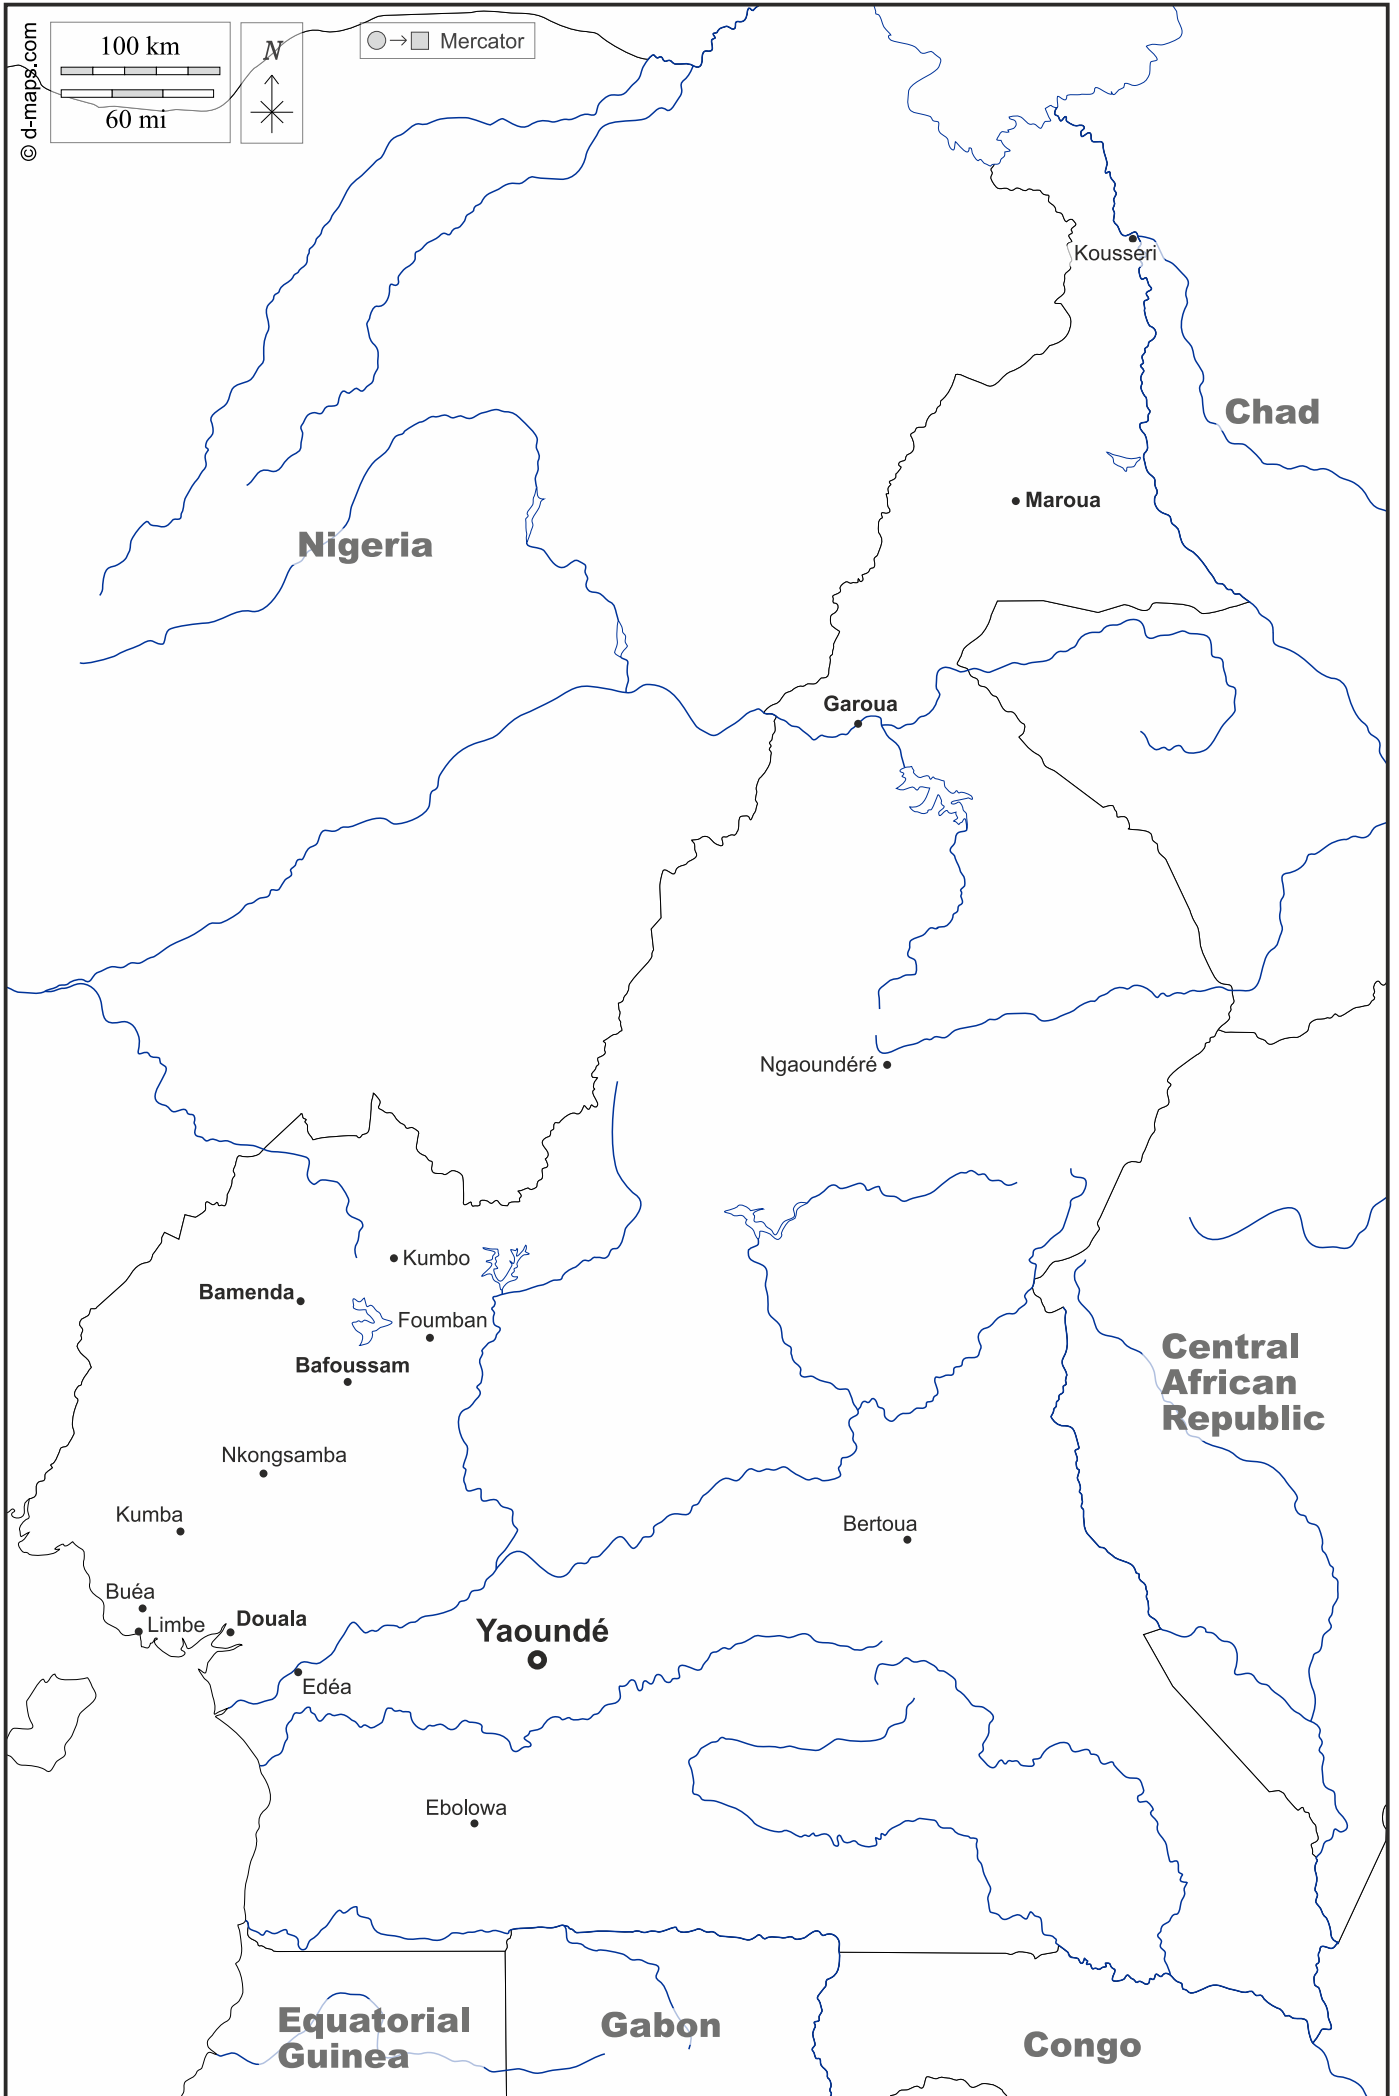 © d-maps.com
100 km
60 mi
N
Mercator
Kousséri
Chad
Maroua
Nigeria
Garoua
Ngaoundéré
Kumbo
Bamenda
Foumban
Bafoussam
Central
African
Republic
Nkongsamba
Kumba
Bertoua
Buéa
Limbe
Douala
Yaoundé
Edéa
Ebolowa
Equatorial
Guinea
Gabon
Congo